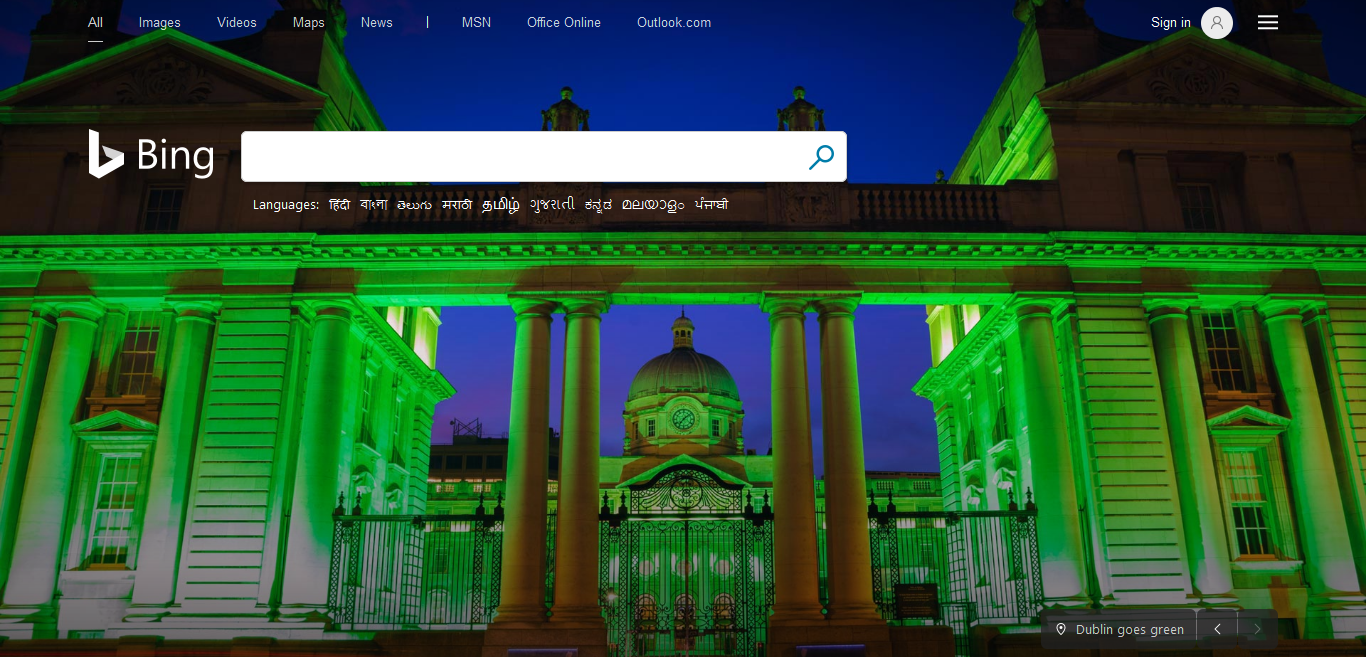 All Images Videos Maps News | MSN Office Online Outlook.com Sign in
Bing
Languages: हिंदी বাংলা తెలుగు मराठी தமிழ் ગુજરાતી ಕನ್ನಡ മലയാളം ਪੰਜਾਬੀ
Dublin goes green